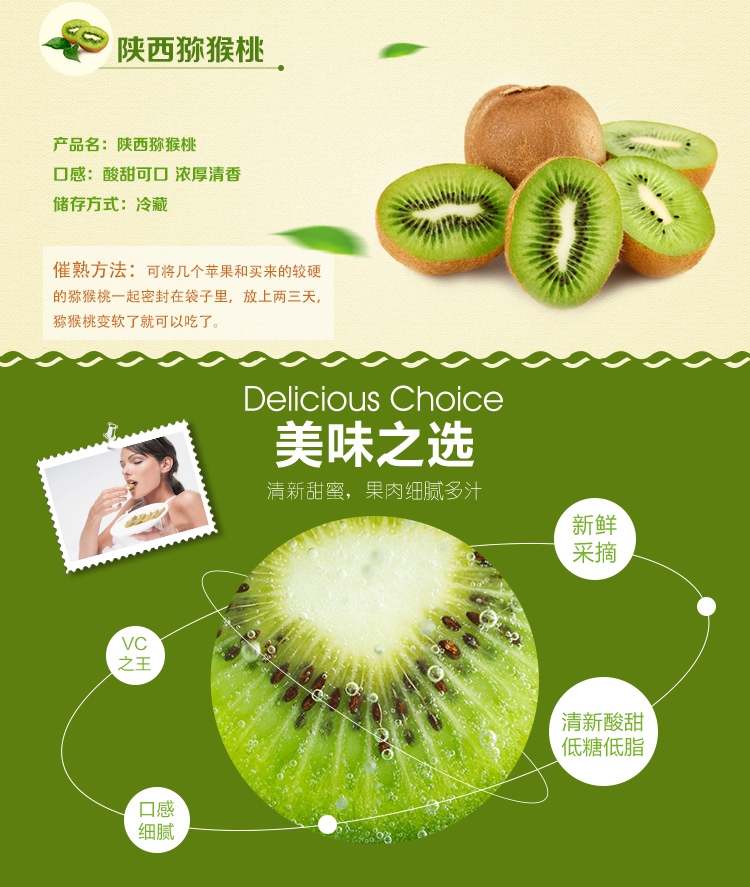 陕西猕猴桃
产品名：陕西猕猴桃
口感：酸甜可口 浓厚清香
储存方式：冷藏
催熟方法：可将几个苹果和买来的较硬
的猕猴桃一起密封在袋子里，放上两三天,
猕猴桃变软了就可以吃了。
Delicious Choice
美味之选
清新甜蜜，果肉细腻多汁
新鲜
采摘
VC
之王
清新酸甜
低糖低脂
口感
细腻